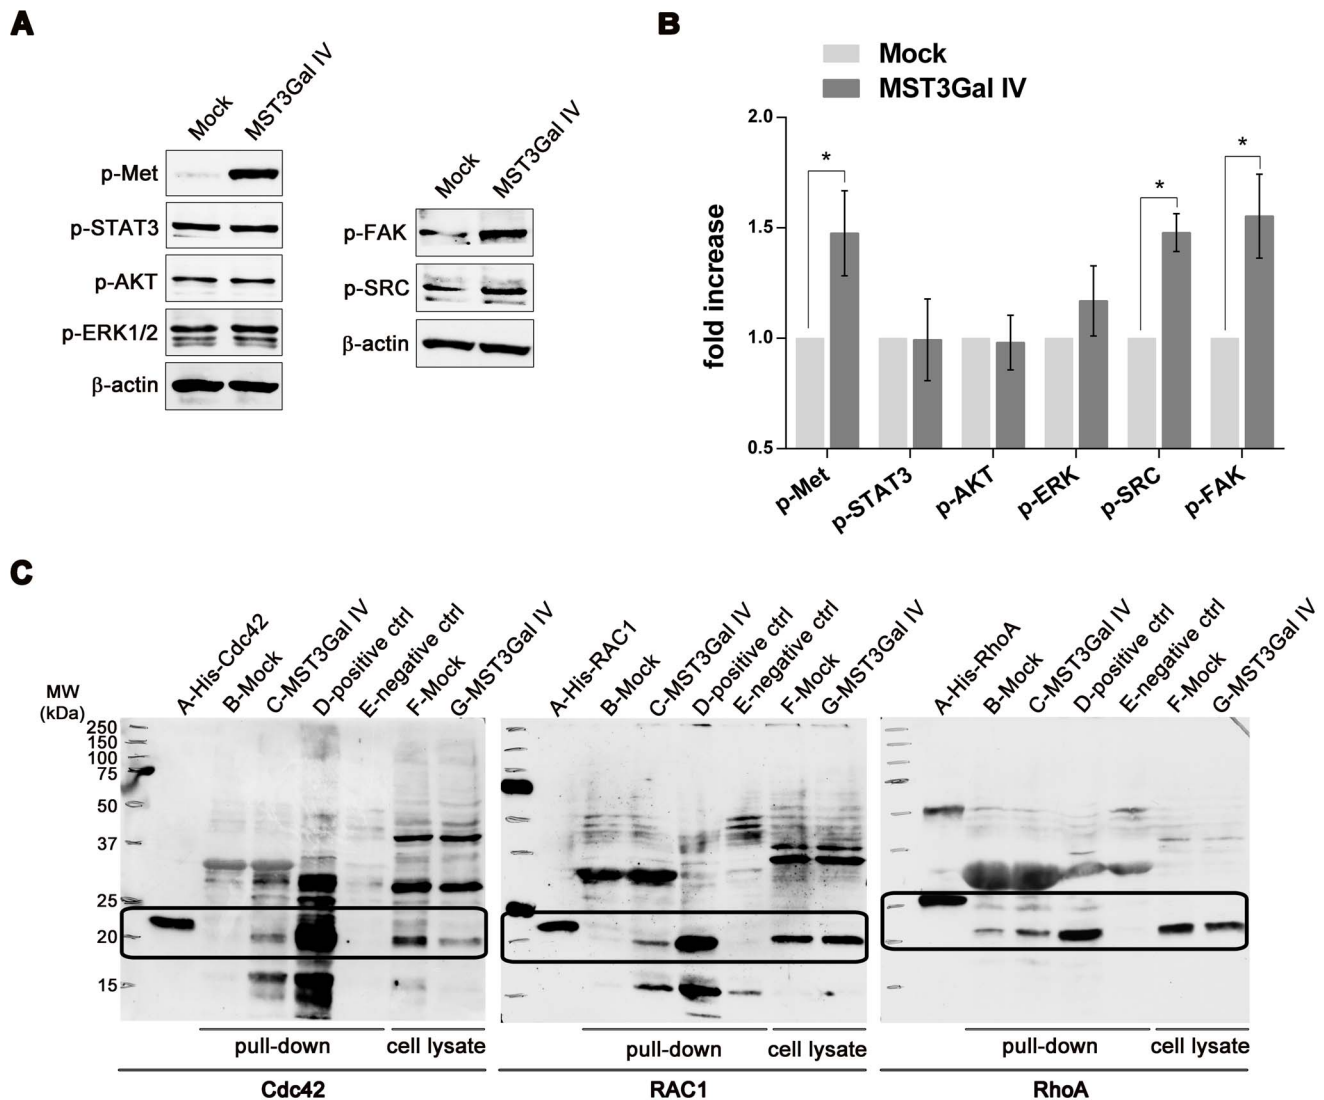 A
Mock
MST3Gal IV
p-Met
p-STAT3
p-AKT
p-ERK1/2
β-actin
Mock
MST3Gal IV
p-FAK
p-SRC
β-actin
B
Mock
MST3Gal IV
fold increase
2.0
1.5
1.0
0.5
*
*
*
p-Met
p-STAT3
p-AKT
p-ERK
p-SRC
p-FAK
C
MW
(kDa)
250
150
100
75
50
37
25
20
15
A-His-Cdc42
B-Mock
C-MST3Gal IV
D-positive ctrl
E-negative ctrl
F-Mock
G-MST3Gal IV
pull-down
cell lysate
Cdc42
A-His-RAC1
B-Mock
C-MST3Gal IV
D-positive ctrl
E-negative ctrl
F-Mock
G-MST3Gal IV
pull-down
cell lysate
RAC1
A-His-RhoA
B-Mock
C-MST3Gal IV
D-positive ctrl
E-negative ctrl
F-Mock
G-MST3Gal IV
pull-down
cell lysate
RhoA